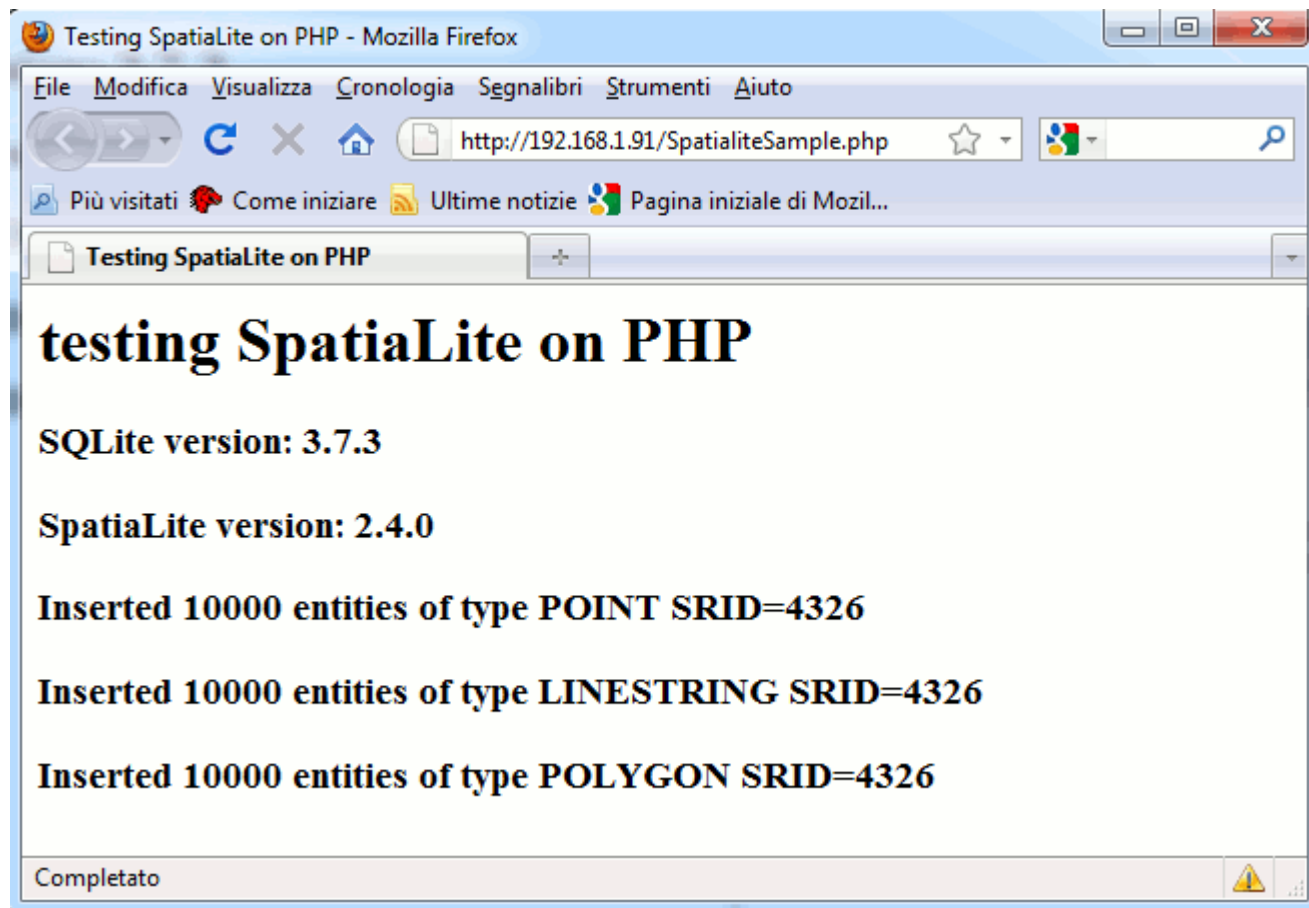 Testing SpatiaLite on PHP - Mozilla Firefox
File Modifica Visualizza Cronologia Segnalibri Strumenti Aiuto
http://192.168.1.91/SpatialiteSample.php
Più visitati Come iniziare Ultime notizie Pagina iniziale di Mozil...
Testing SpatiaLite on PHP
testing SpatiaLite on PHP
SQLite version: 3.7.3
SpatiaLite version: 2.4.0
Inserted 10000 entities of type POINT SRID=4326
Inserted 10000 entities of type LINESTRING SRID=4326
Inserted 10000 entities of type POLYGON SRID=4326
Completato